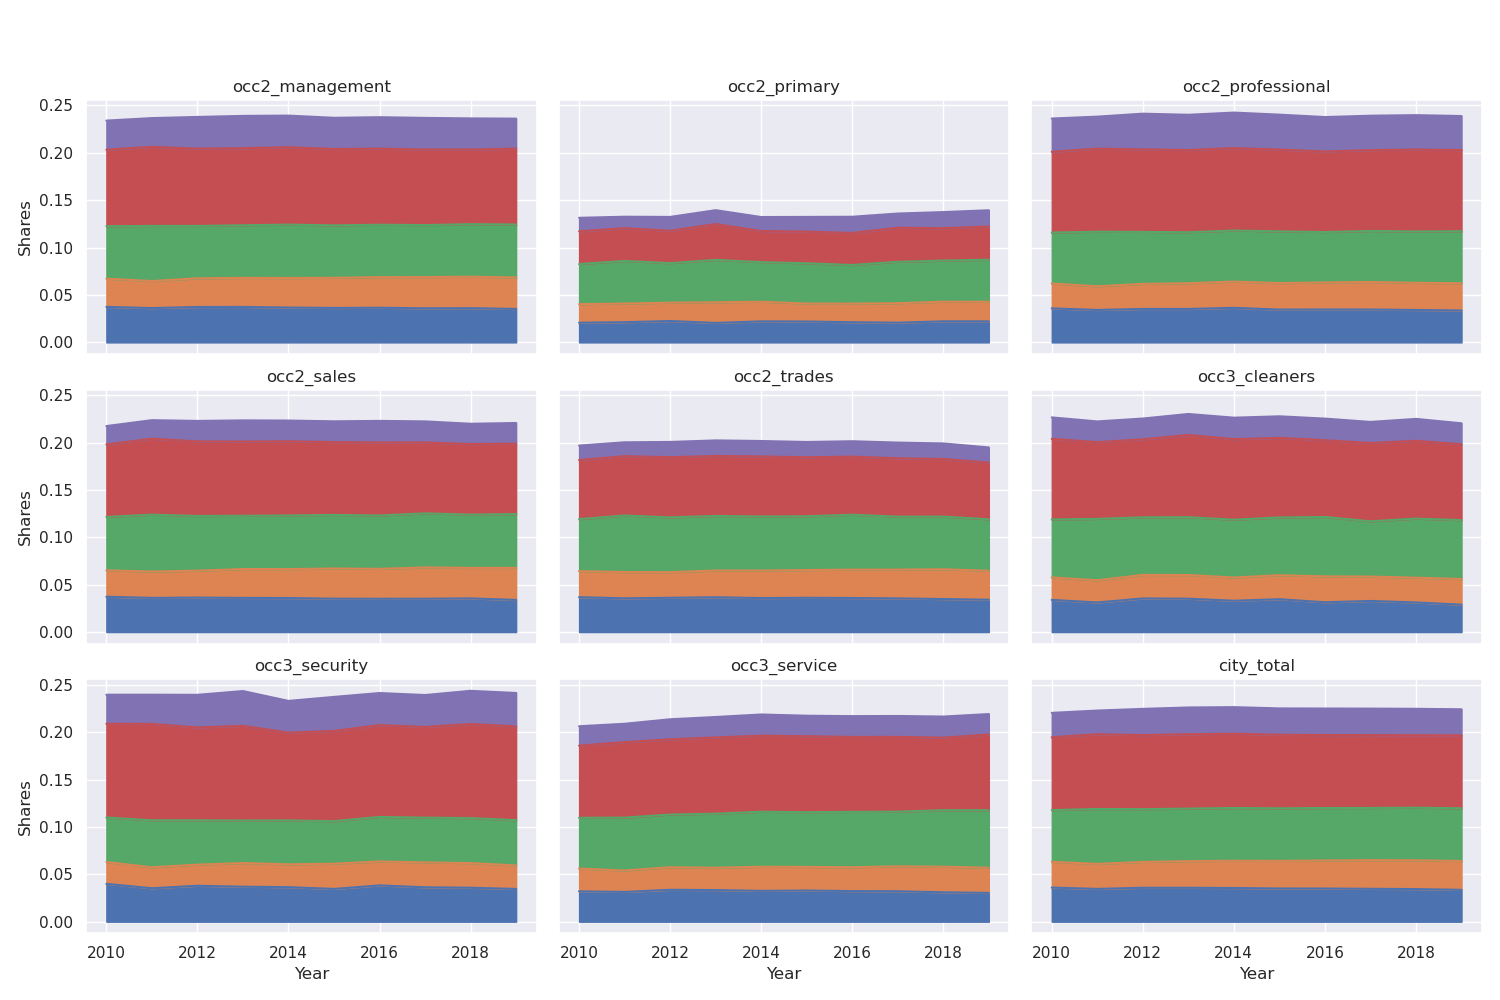 occ2_management occ2_primary occ2_professional
0.25
0.20
0.15
0.10
0.05
0.00
Shares
occ2_sales occ2_trades occ3_cleaners
0.25
0.20
0.15
0.10
0.05
0.00
Shares
occ3_security occ3_service city_total
0.25
0.20
0.15
0.10
0.05
0.00
Shares
2010 2012 2014 2016 2018 2010 2012 2014 2016 2018 2010 2012 2014 2016 2018
Year Year Year